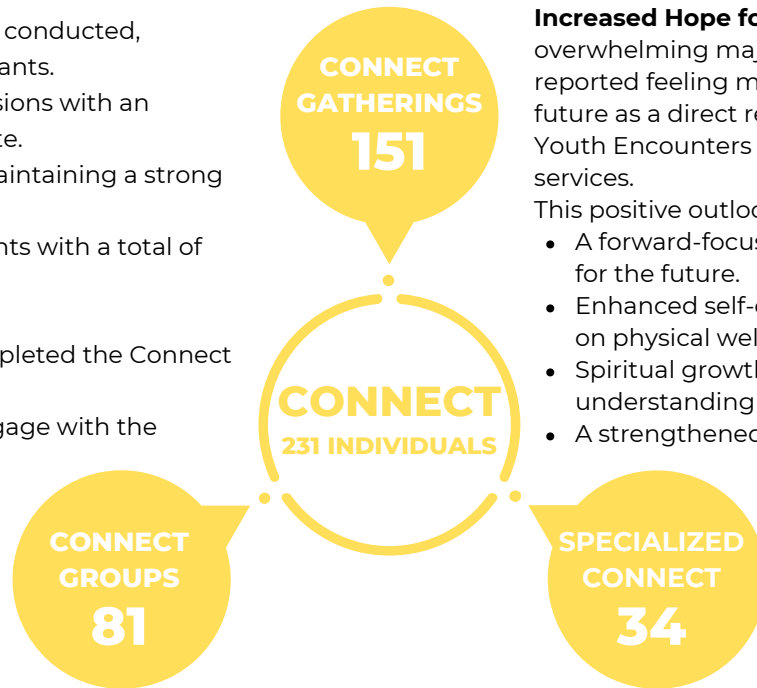 conducted,
ants.
sions with an
te.
aintaining a strong
nts with a total of
pleted the Connect
gage with the
CONNECT
GATHERINGS
151
Increased Hope fo
overwhelming maj
reported feeling m
future as a direct re
Youth Encounters
services.
This positive outloo
A forward-focus
for the future.
Enhanced self-
on physical wel
Spiritual growth
understanding
A strengthened
CONNECT
231 INDIVIDUALS
CONNECT
GROUPS
81
SPECIALIZED
CONNECT
34